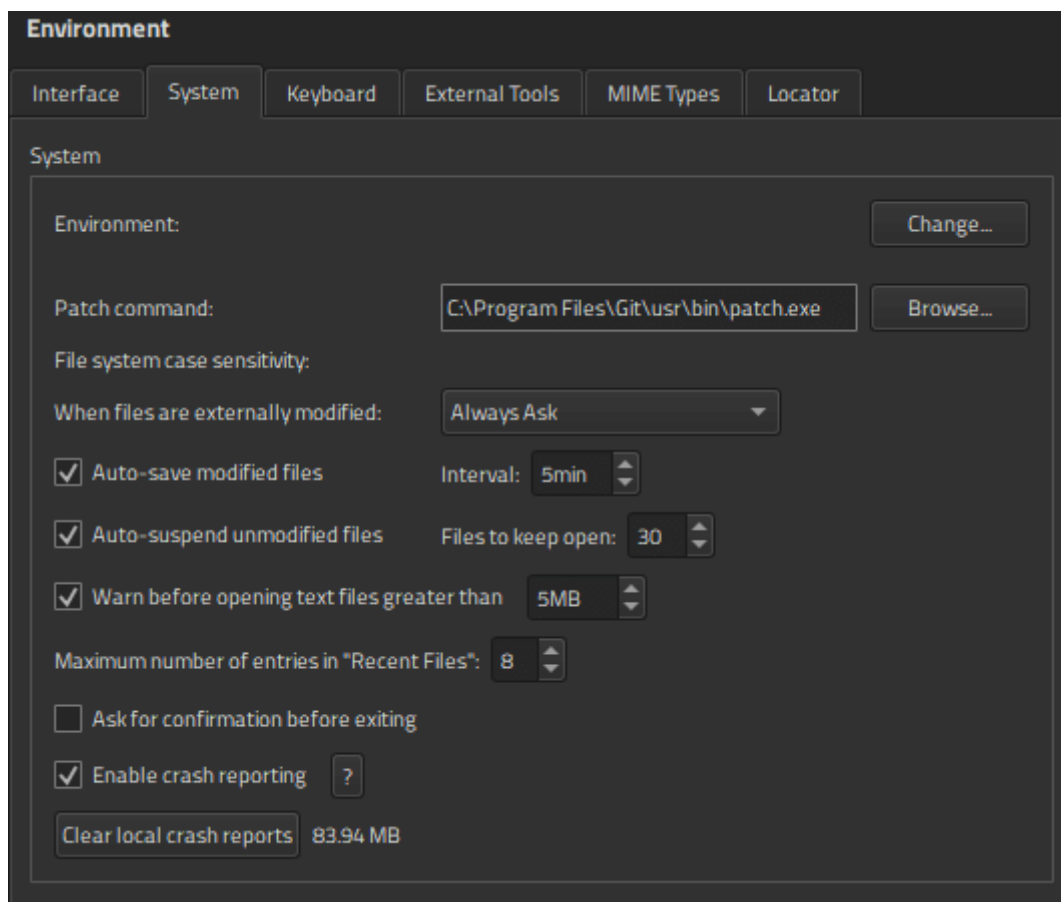 Environment
Interface System Keyboard External Tools MIME Types Locator
System
Environment: Change...
Patch command: C:\Program Files\Git\usr\bin\patch.exe Browse...
File system case sensitivity:
When files are externally modified: Always Ask
Auto-save modified files Interval: 5min
Auto-suspend unmodified files Files to keep open: 30
Warn before opening text files greater than 5MB
Maximum number of entries in "Recent Files": 8
Ask for confirmation before exiting
Enable crash reporting ?
Clear local crash reports 83.94 MB